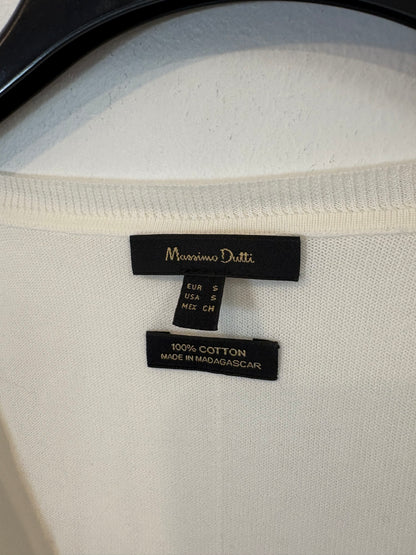 Massimo Dutti
EUR S
USA S
MEX CH
100% COTTON
MADE IN MADAGASCAR